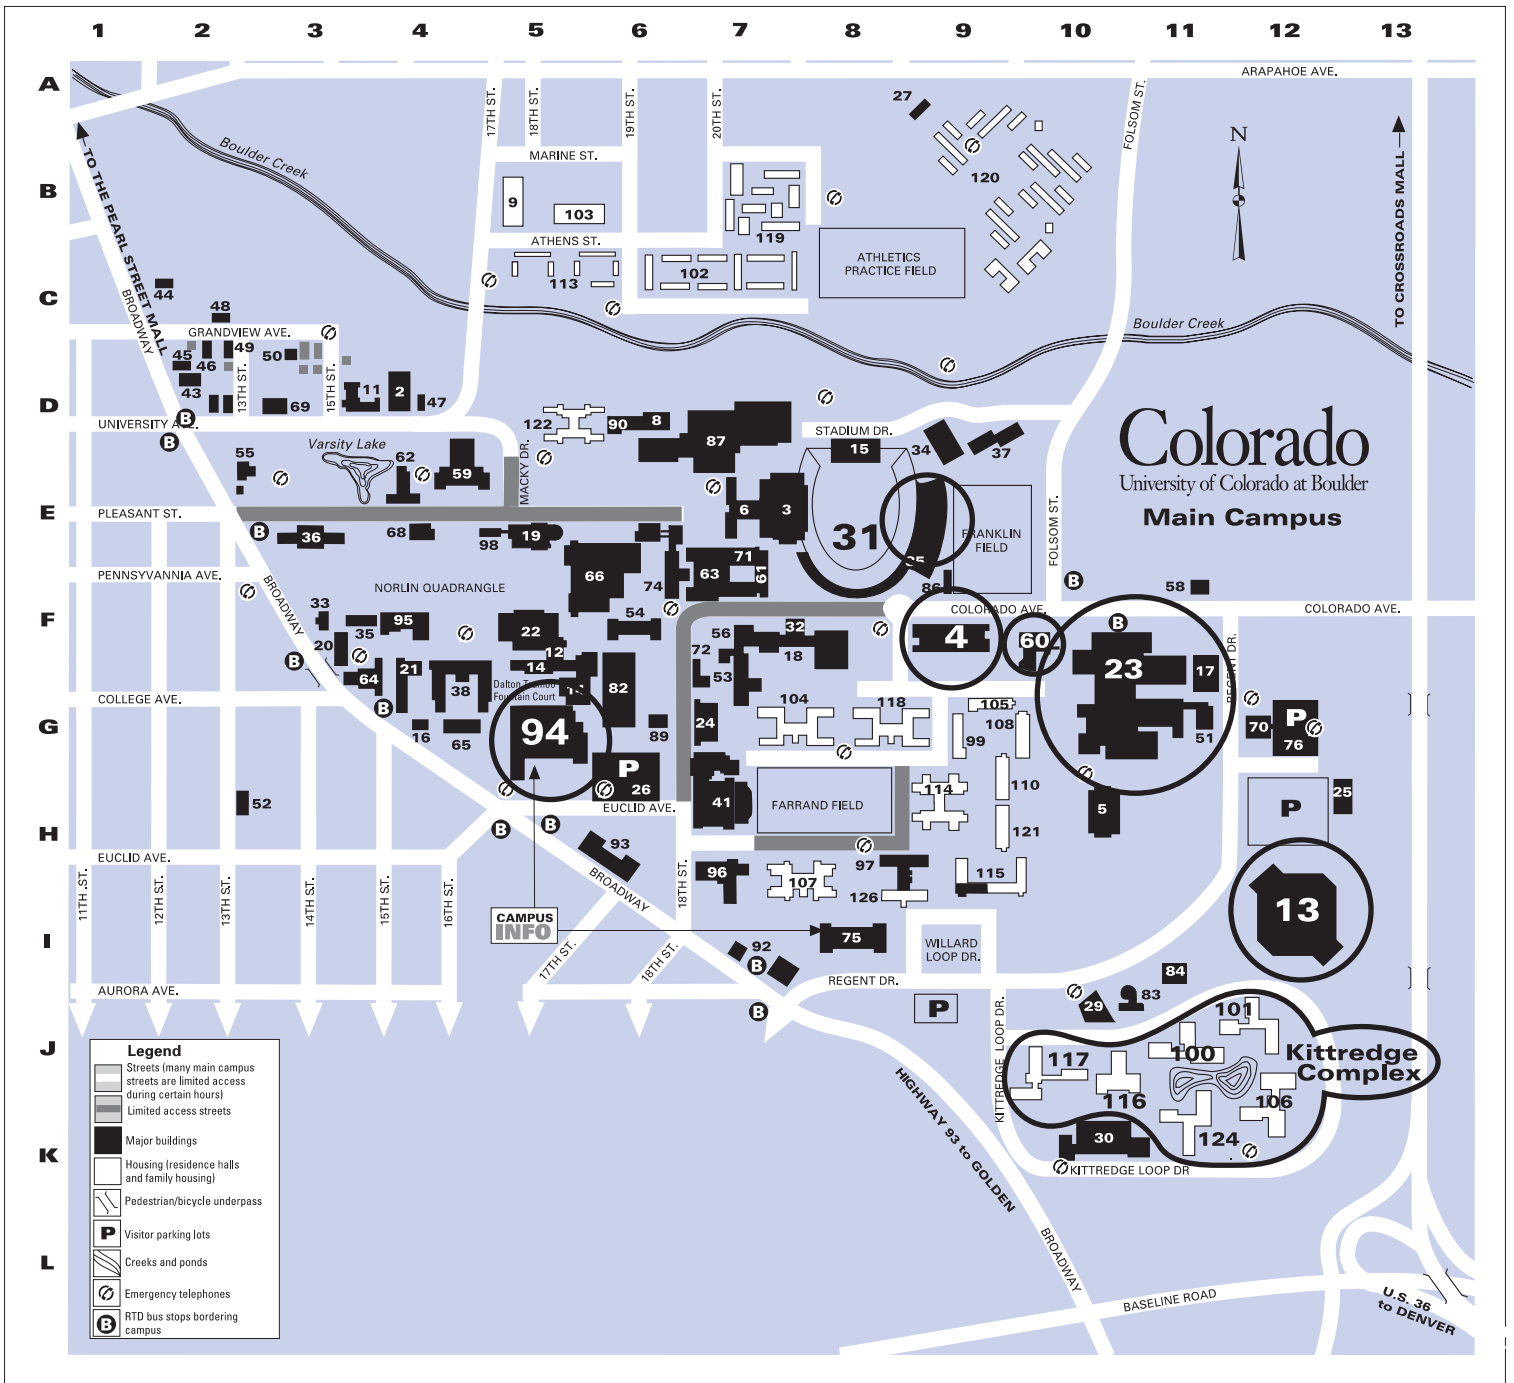 1 2 3 4 5 6 7 8 9 10 11 12 13
A
B
C
D
E
F
G
H
I
J
K
L
ARAPAHOE AVE.
17TH ST.
18TH ST.
19TH ST.
20TH ST.
FOLSOM ST.
Boulder Creek
MARINE ST.
TO THE PEARL STREET MALL
BROADWAY
TO CROSSROADS MALL
N
27
120
9
103
119
ATHENS ST.
102
113
ATHLETICS
PRACTICE FIELD
Boulder Creek
44
48
GRANDVIEW AVE.
45
46
49
50
43
13TH ST.
15TH ST.
69
11
2
47
UNIVERSITY AVE.
B
B
122
90
8
87
STADIUM DR.
15
34
37
Colorado
University of Colorado at Boulder
Main Campus
55
Varsity Lake
62
59
MACKY DR.
6
3
31
FRANKLIN
FIELD
FOLSOM ST.
PLEASANT ST.
B
36
68
98
19
66
74
63
71
61
86
B
58
PENNSYVANNIA AVE.
BROADWAY
NORLIN QUADRANGLE
COLORADO AVE.
COLORADO AVE.
33
35
95
22
54
56
32
18
4
60
B
23
17
REGENT DR.
20
B
64
21
38
12
14
72
53
82
Dalton Trumbo
Fountain Court
COLLEGE AVE.
B
16
65
94
89
24
104
118
105
99
108
51
70
P
76
P
26
EUCLID AVE.
41
FARRAND FIELD
114
110
121
5
P
25
52
B
B
93
BROADWAY
EUCLID AVE.
11TH ST.
12TH ST.
13TH ST.
14TH ST.
15TH ST.
16TH ST.
18TH ST.
96
107
97
126
115
13
CAMPUS
INFO
75
17TH ST.
18TH ST.
92
B
WILLARD
LOOP DR.
AURORA AVE.
REGENT DR.
84
B
P
29
83
KITTREDGE LOOP DR.
101
117
100
116
106
124
Kittredge
Complex
30
KITTREDGE LOOP DR
HIGHWAY 93 to GOLDEN
BROADWAY
BASELINE ROAD
U.S. 36
to DENVER
Legend
Streets (many main campus
streets are limited access
during certain hours)
Limited access streets
Major buildings
Housing (residence halls
and family housing)
Pedestrian/bicycle underpass
P Visitor parking lots
Creeks and ponds
Emergency telephones
B RTD bus stops bordering
campus